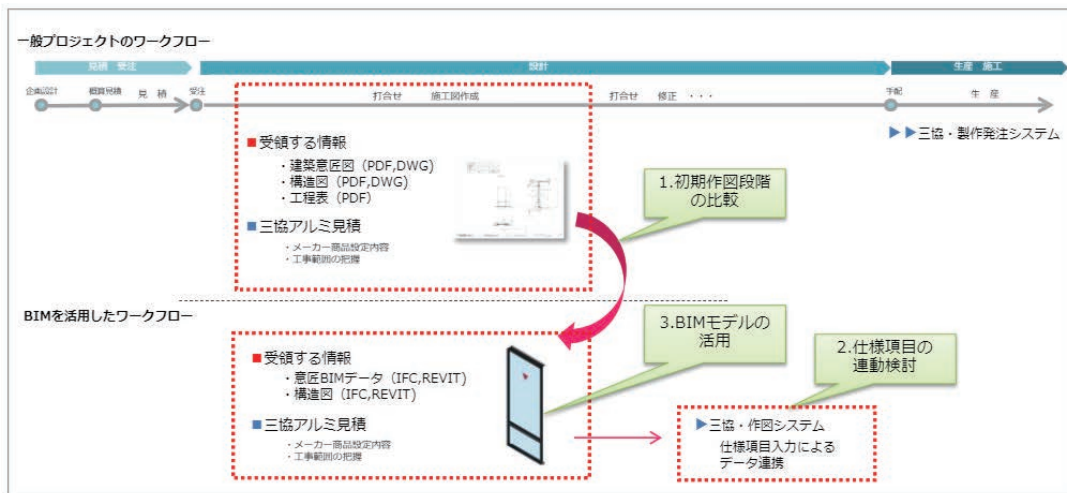 一般プロジェクトのワークフロー
見積 受注
設計
生産 施工
企画設計
概算見積
見 積
受注
打合せ
施工図作成
打合せ
修正 ・・・
手配
生 産
▶▶三協・製作発注システム
■受領する情報
・建築意匠図(PDF,DWG)
・構造図(PDF,DWG)
・工程表(PDF)
■三協アルミ見積
・メーカー商品設定内容
・工事範囲の把握
1.初期作図段階
の比較
BIMを活用したワークフロー
■受領する情報
・意匠BIMデータ(IFC,REVIT)
・構造図(IFC,REVIT)
■三協アルミ見積
・メーカー商品設定内容
・工事範囲の把握
3.BIMモデルの
活用
2.仕様項目の
連動検討
▶三協・作図システム
仕様項目入力による
データ連携